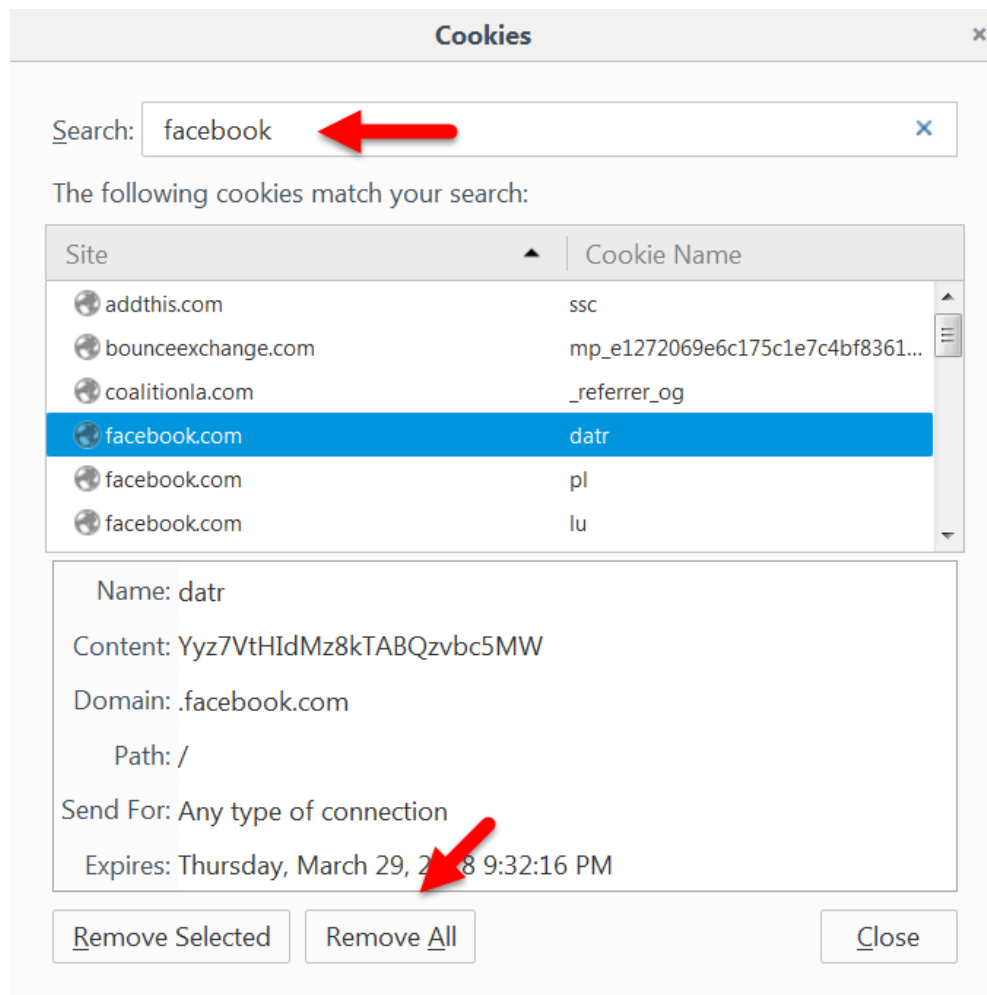 Cookies
Search: facebook
The following cookies match your search:
Site Cookie Name
addthis.com ssc
bounceexchange.com mp_e1272069e6c175c1e7c4bf8361...
coalitionla.com _referrer_og
facebook.com datr
facebook.com pl
facebook.com lu
Name: datr
Content: Yyz7VtHIdMz8kTABQzvbc5MW
Domain: .facebook.com
Path: /
Send For: Any type of connection
Expires: Thursday, March 29, 2 8 9:32:16 PM
Remove Selected Remove All Close